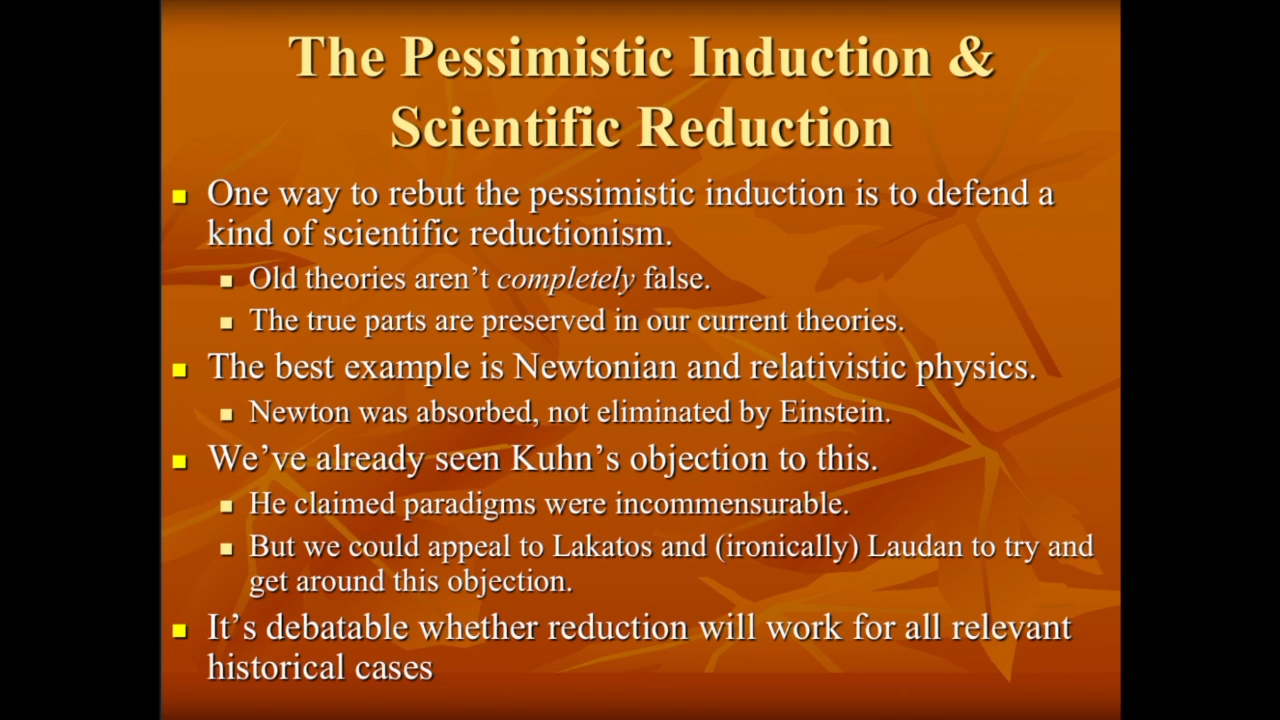 The Pessimistic Induction &
Scientific Reduction
One way to rebut the pessimistic induction is to defend a
kind of scientific reductionism.
Old theories aren’t completely false.
The true parts are preserved in our current theories.
The best example is Newtonian and relativistic physics.
Newton was absorbed, not eliminated by Einstein.
We’ve already seen Kuhn’s objection to this.
He claimed paradigms were incommensurable.
But we could appeal to Lakatos and (ironically) Laudan to try and
get around this objection.
It’s debatable whether reduction will work for all relevant
historical cases